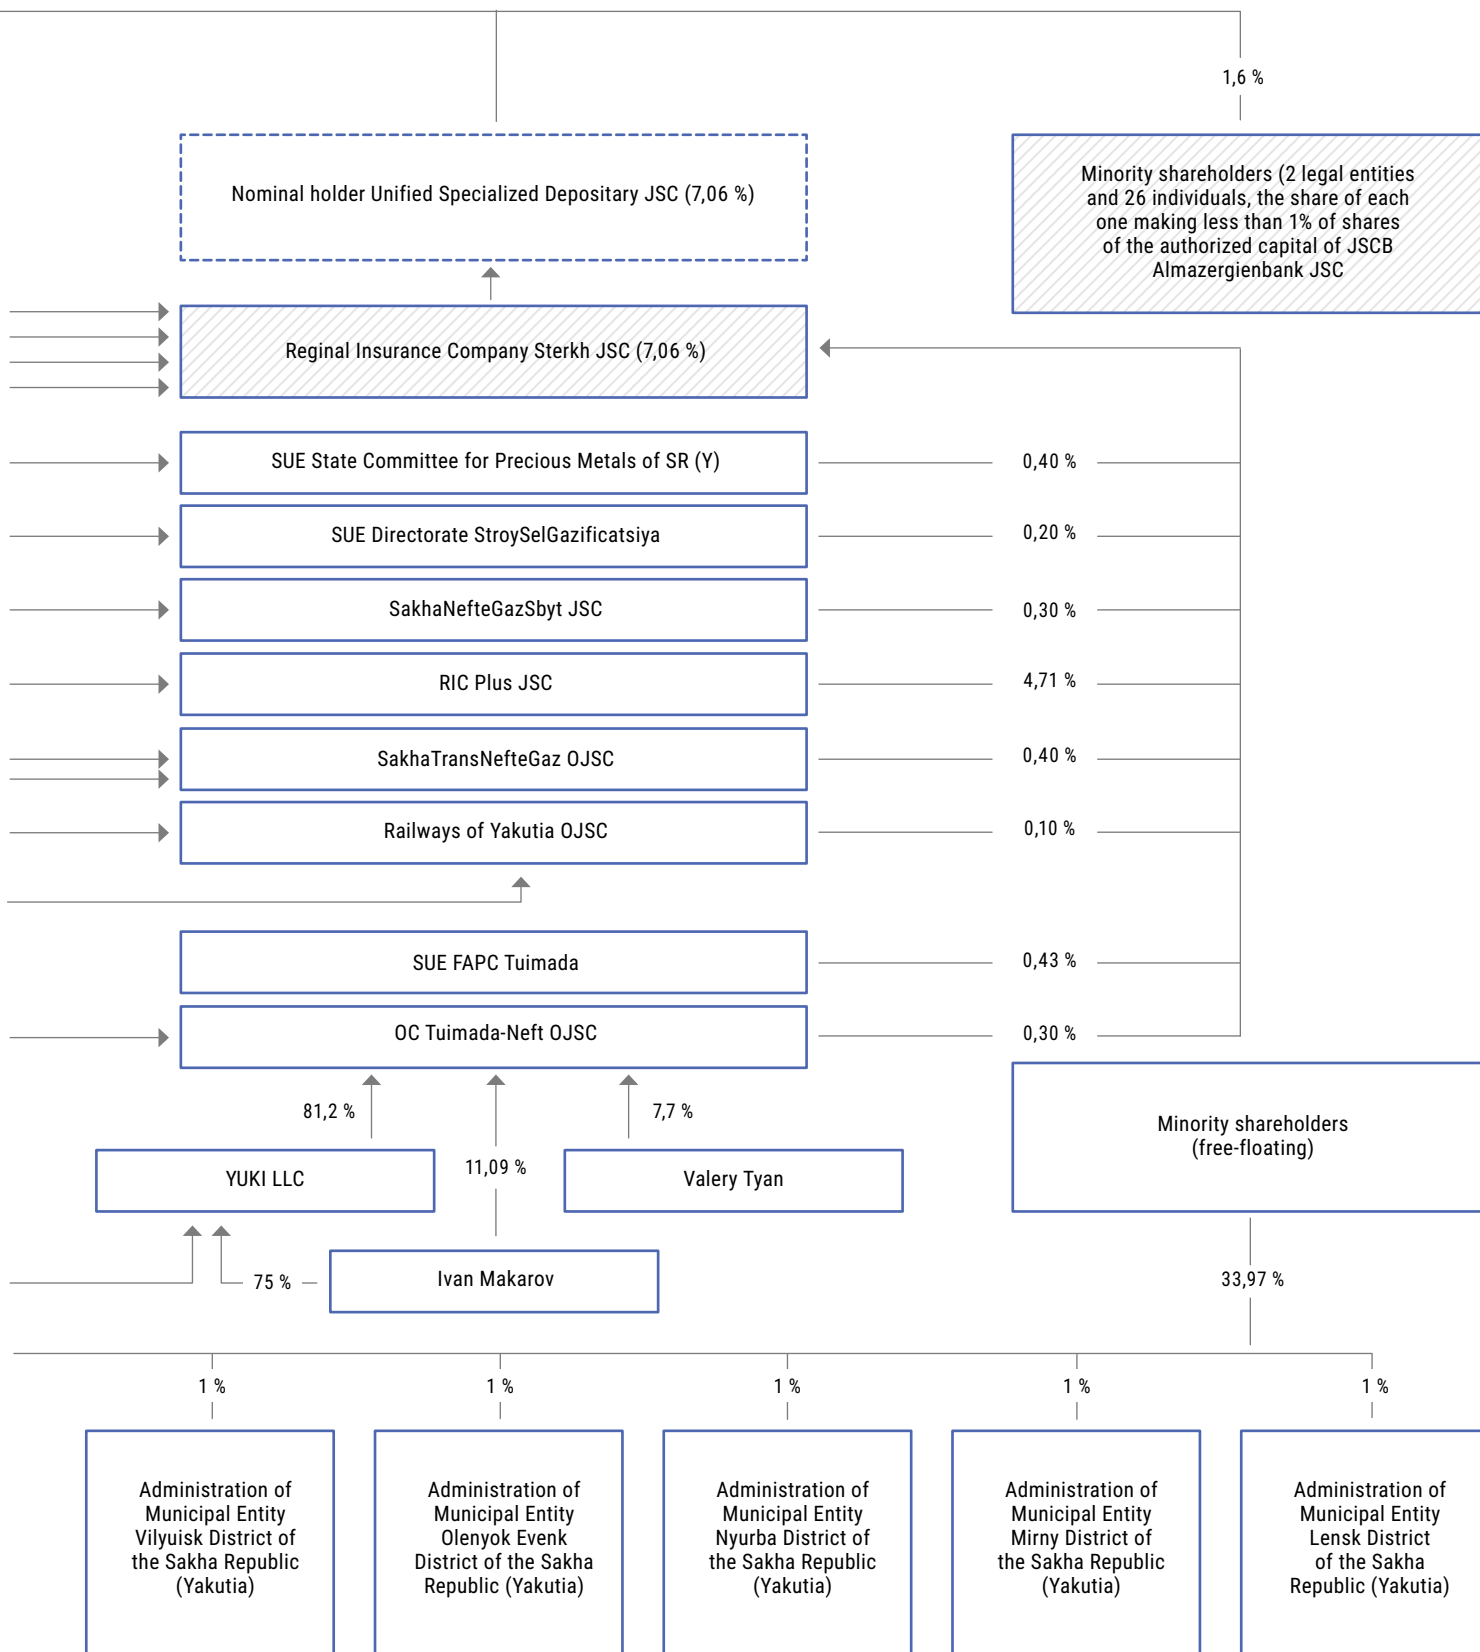 1,6 %
Nominal holder Unified Specialized Depositary JSC (7,06 %)
Minority shareholders (2 legal entities
and 26 individuals, the share of each
one making less than 1% of shares
of the authorized capital of JSCB
Almazergienbank JSC
Reginal Insurance Company Sterkh JSC (7,06 %)
SUE State Committee for Precious Metals of SR (Y)
0,40 %
SUE Directorate StroySelGazificatsiya
0,20 %
SakhaNefteGazSbyt JSC
0,30 %
RIC Plus JSC
4,71 %
SakhaTransNefteGaz OJSC
0,40 %
Railways of Yakutia OJSC
0,10 %
SUE FAPC Tuimada
0,43 %
OC Tuimada-Neft OJSC
0,30 %
81,2 %
11,09 %
7,7 %
YUKI LLC
Valery Tyan
Minority shareholders
(free-floating)
75 %
Ivan Makarov
33,97 %
1 %
1 %
1 %
1 %
1 %
Administration of
Municipal Entity
Vilyuisk District of
the Sakha Republic
(Yakutia)
Administration of
Municipal Entity
Olenyok Evenk
District of the Sakha
Republic (Yakutia)
Administration of
Municipal Entity
Nyurba District of
the Sakha Republic
(Yakutia)
Administration of
Municipal Entity
Mirny District of
the Sakha Republic
(Yakutia)
Administration of
Municipal Entity
Lensk District
of the Sakha
Republic (Yakutia)